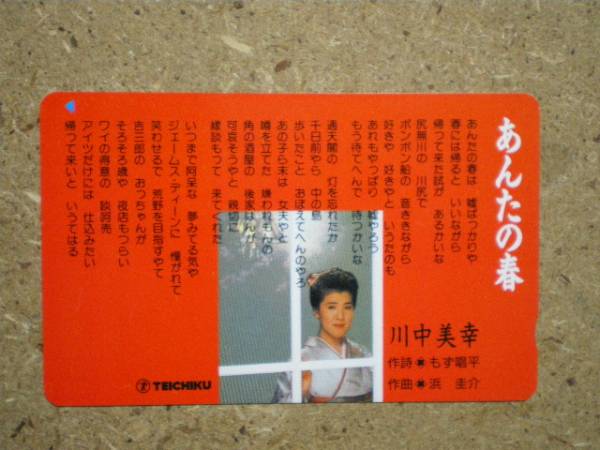 あんたの春
あんたの春は 嘘ばっかりや
春には帰ると いいながら
帰って来た試が あるかいな
尻無川の 川尻で
ポンポン船の 音ききながら
好きや 好きやと いうたのも
あれもやっぱり 嘘やろう
もう待てへんで 待つかいな
通天閣の 灯を忘れたか
千日前やら 中の島
歩いたこと おぼえてへんのやろ
あの子ら末は 女夫やと
噂を立てた 嫌われもんの
角の酒屋の 後家はんが
可哀そうやと 親切に
縁談もって 来てくれた
いつまで阿呆な 夢みてる気や
ジェームス・ディーンに 憧がれて
笑わせるで 荒野を目指すやて
吉三郎の おっちゃんが
そろそろ歳や 夜店もつらい
ワイの得意の 啖呵売
アイツだけには 仕込みたい
帰って来いと いうてはる
川中美幸
作詩 もず唱平
作曲 浜 圭介
TEICHIKU